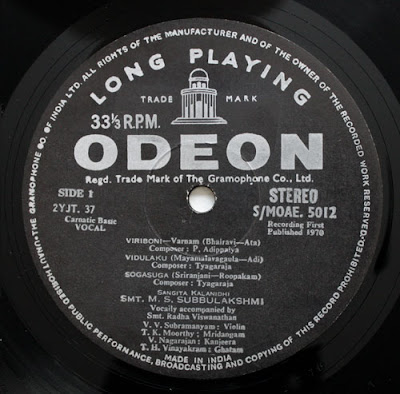 ALL RIGHTS OF THE MANUFACTURER AND OF THE OWNER OF THE RECORDED WORK RESERVED.
LONG PLAYING
TRADE MARK
33⅓ R.P.M.
ODEON
Regd. Trade Mark of The Gramophone Co., Ltd.
SIDE 1
STEREO
2YJT. 37
S/MOAE. 5012
Carnatic Basic
VOCAL
Recording First
Published 1970
VIRIBONI—Varnam (Bhairavi—Ata)
Composer : P. Adippaiya
VIDULAKU (Mayamalavagaula—Adi)
Composer : Tyagaraja
SOGASUGA (Sriranjani—Roopakam)
Composer : Tyagaraja
SANGITA KALANIDHI
SMT. M. S. SUBBULAKSHMI
Vocally accompanied by
Smt. Radha Viswanathan
V. V. Subramanyam : Violin
T. K. Moorthy : Mridangam
V. Nagarajan : Kanjeera
T. H. Vinayakram : Ghatam
MADE IN INDIA
THE GRAMOPHONE CO. OF INDIA LTD.
UNAUTHORISED PUBLIC PERFORMANCE, BROADCASTING AND COPYING OF THIS RECORD PROHIBITED.